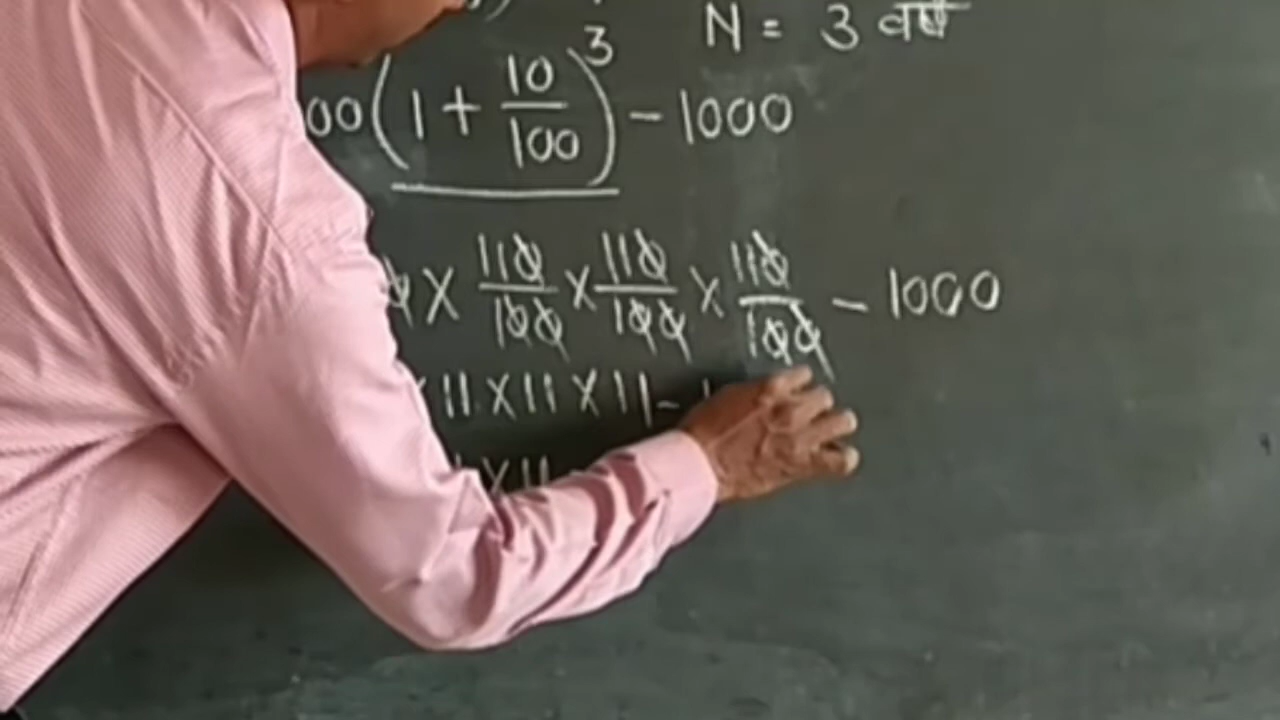 N = 3 वर्ष
00(1 + 10/100)³ - 1000
0 X 110/100 X 110/100 X 110/100 - 1000
11 X 11 X 11 -
X 11